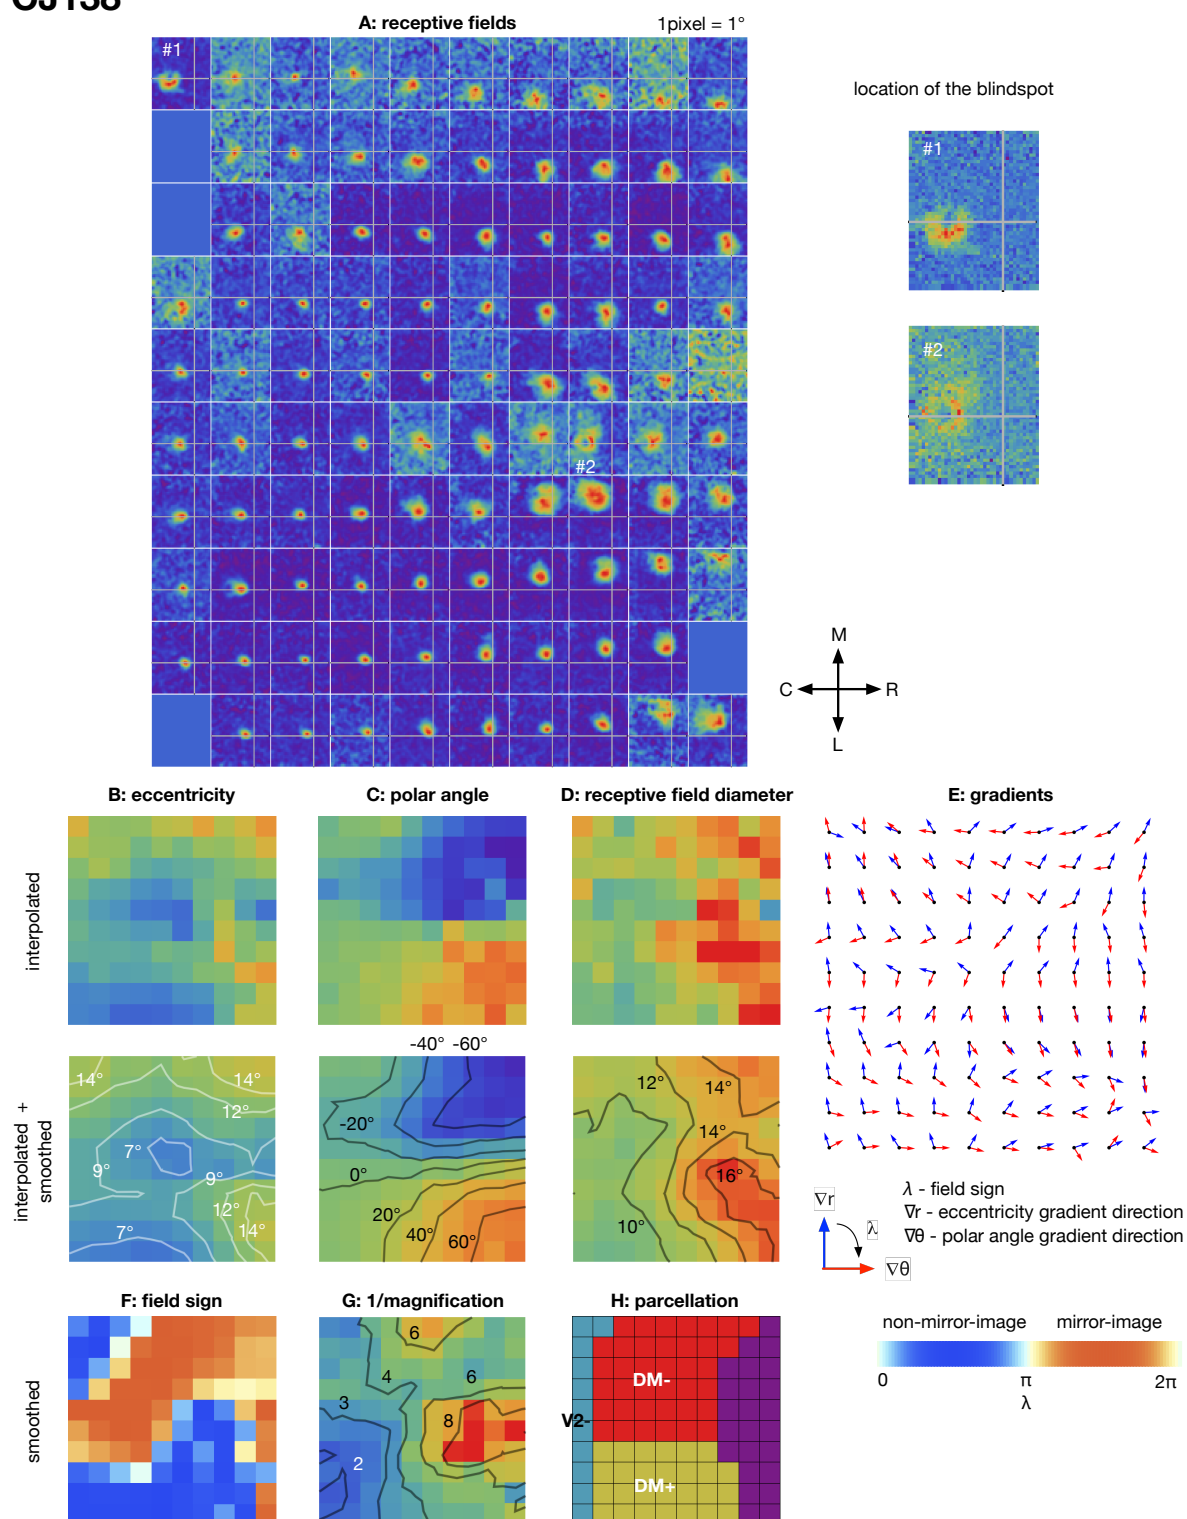 CJ138
A: receptive fields
1pixel = 1°
#1
#2
location of the blindspot
#1
#2
M
C
R
L
B: eccentricity
C: polar angle
D: receptive field diameter
E: gradients
interpolated
-40° -60°
interpolated +
smoothed
14°
14°
12°
7°
9°
9°
12°
14°
7°
-20°
0°
20°
40°
60°
12°
14°
14°
16°
10°
∇r
λ
∇θ
λ - field sign
∇r - eccentricity gradient direction
∇θ - polar angle gradient direction
F: field sign
G: 1/magnification
H: parcellation
smoothed
6
4
6
3
8
2
DM-
V2-
DM+
non-mirror-image
mirror-image
0
π
2π
λ